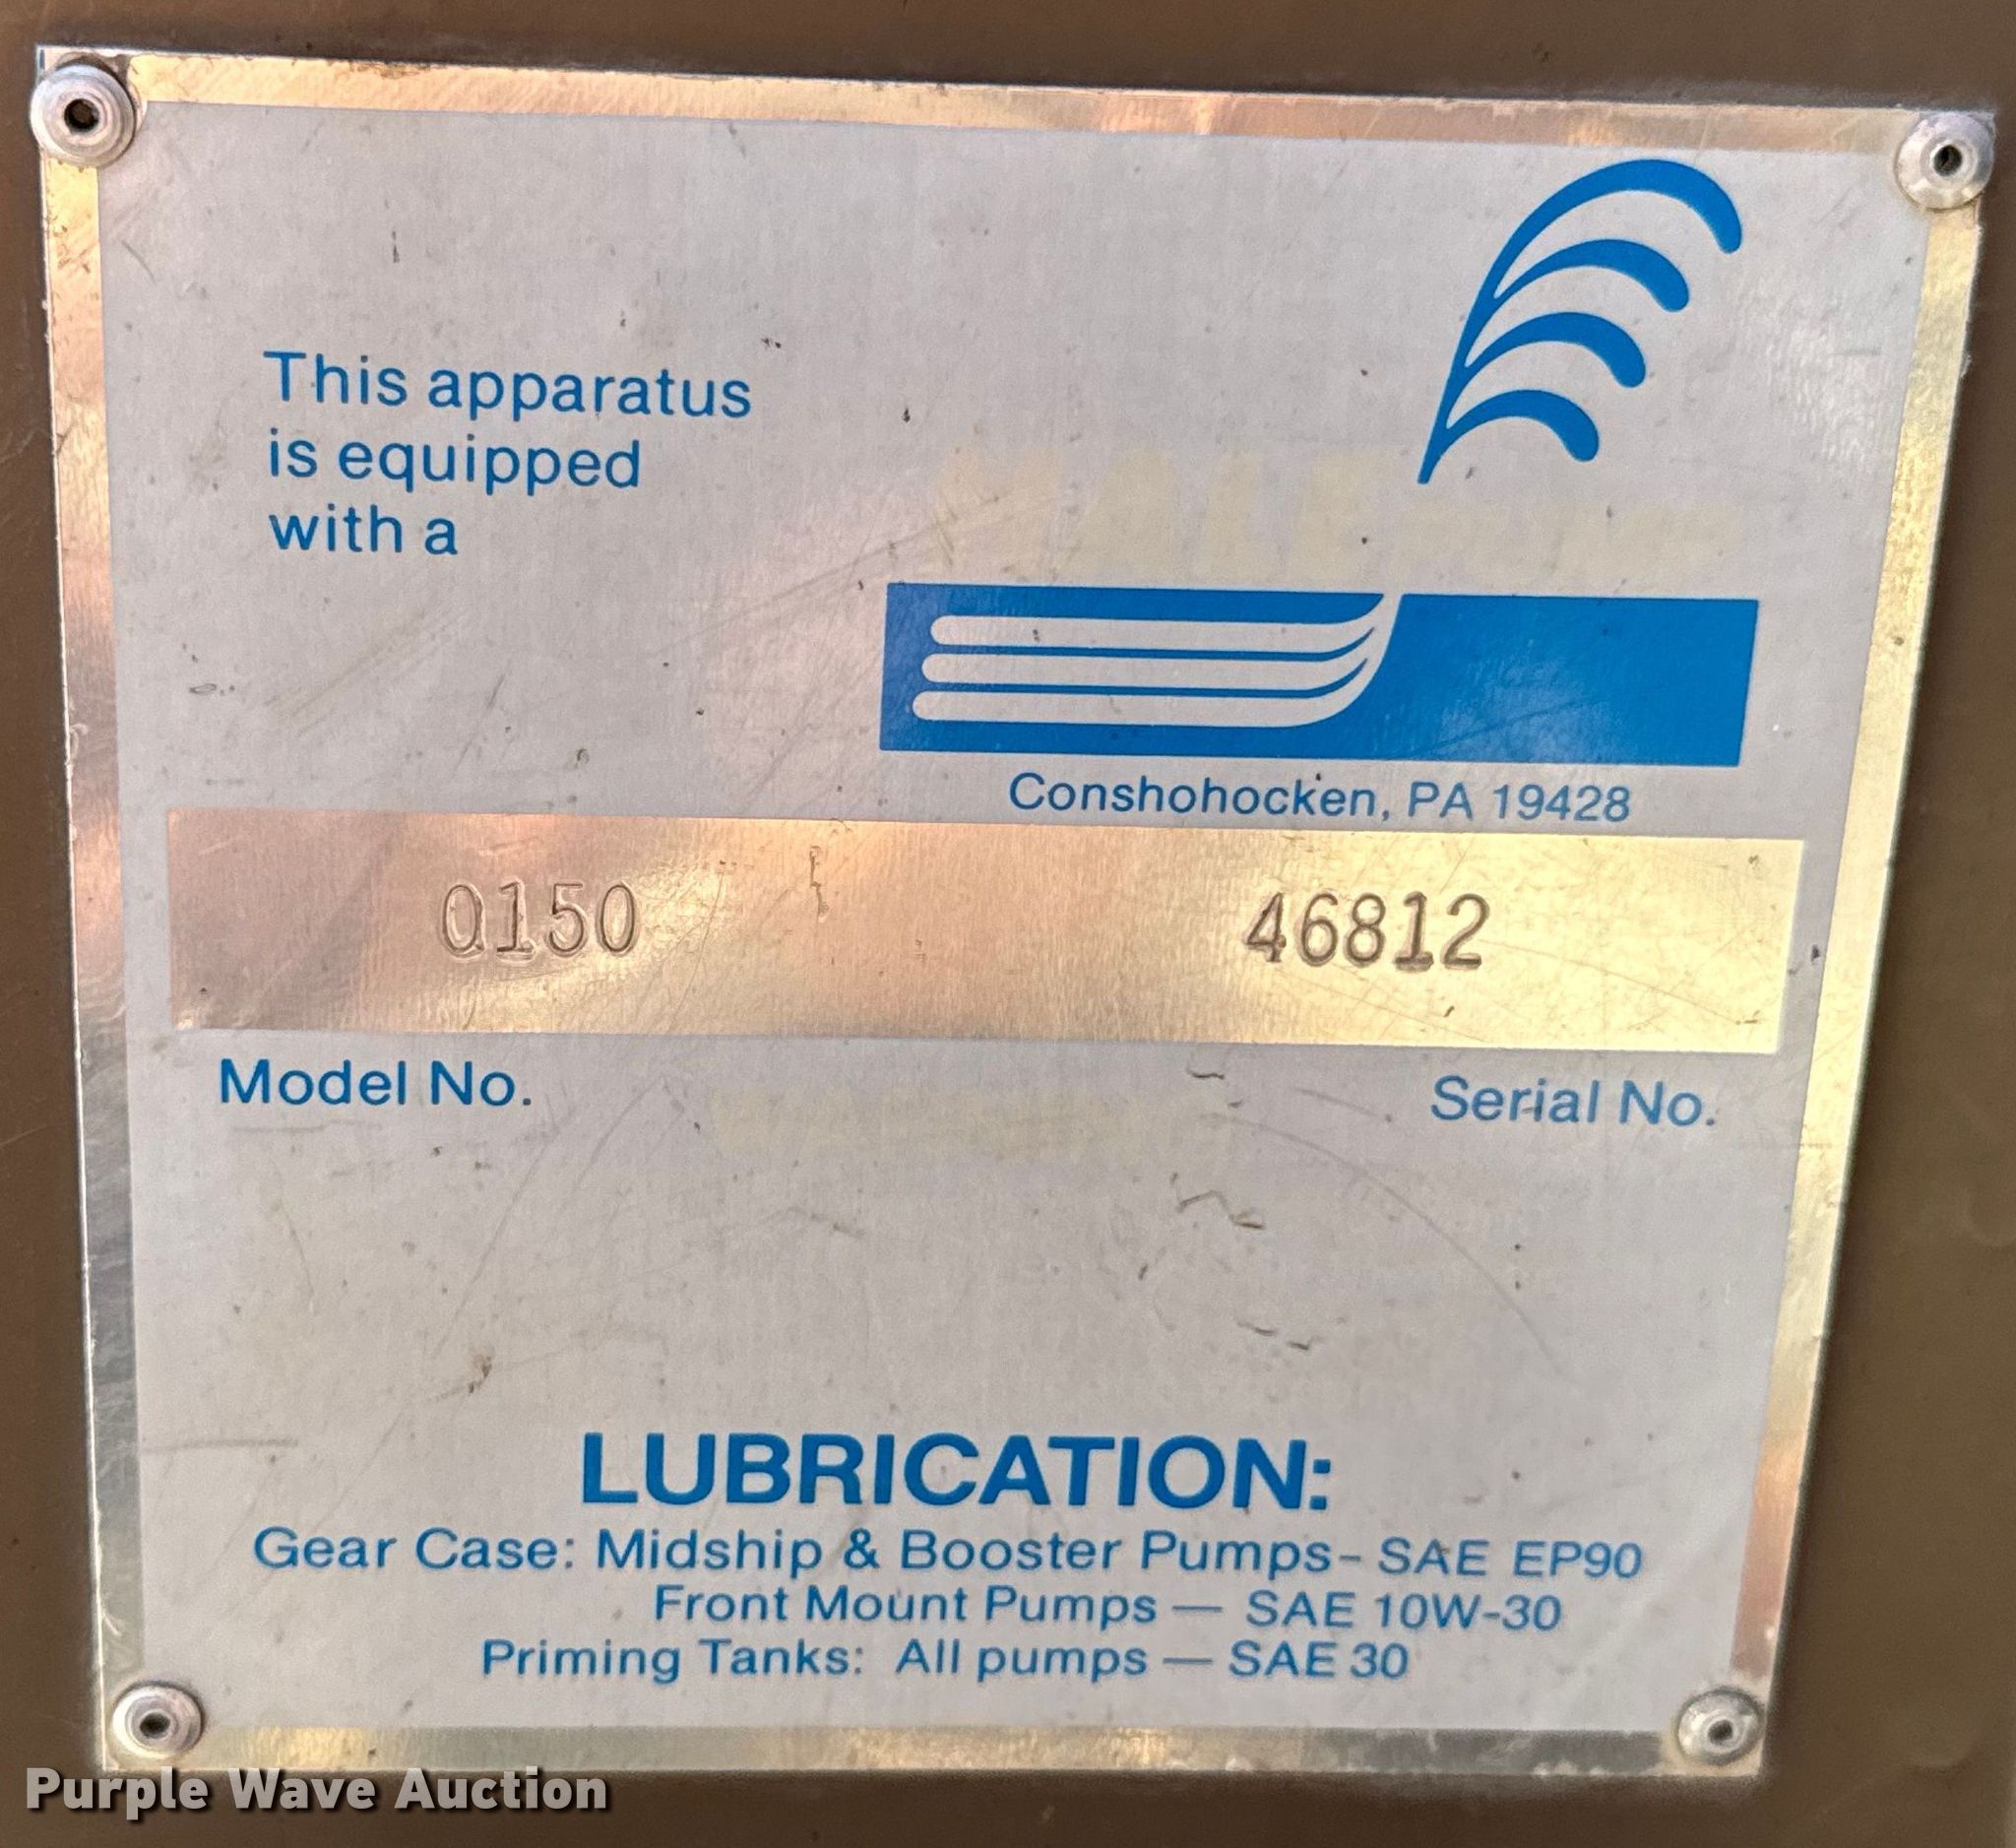 This apparatus
is equipped
with a
Conshohocken, PA 19428
Q150 46812
Model No. Serial No.
LUBRICATION:
Gear Case: Midship & Booster Pumps- SAE EP90
Front Mount Pumps — SAE 10W-30
Priming Tanks: All pumps — SAE 30
Purple Wave Auction